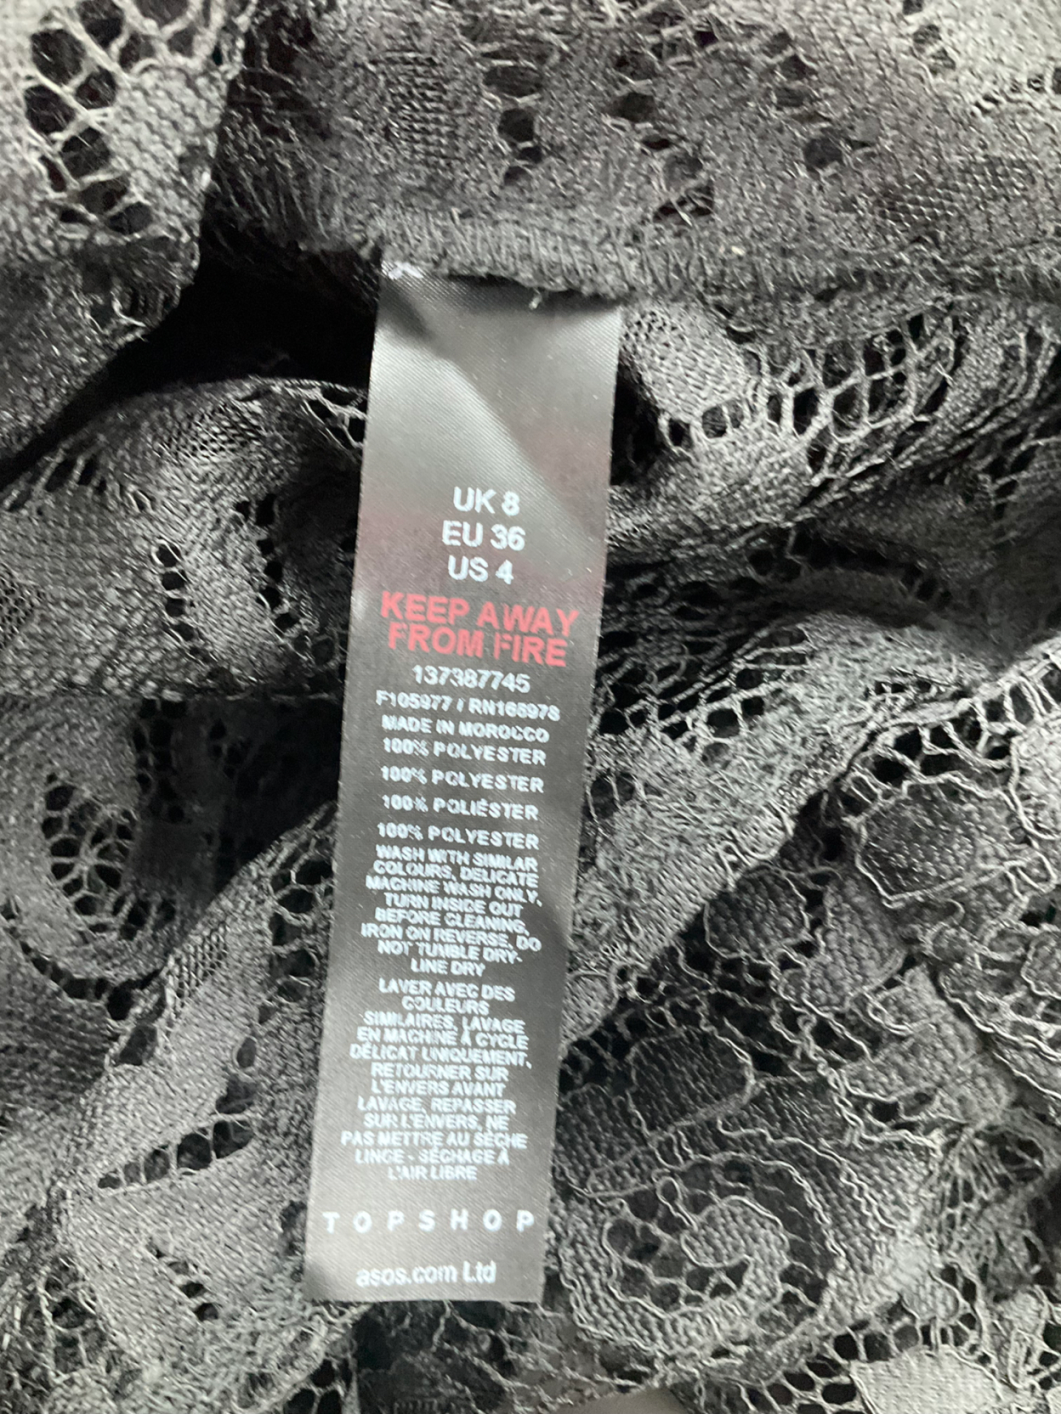 UK 8
EU 36
US 4
KEEP AWAY
FROM FIRE
137387745
F105977 / RN166978
MADE IN MOROCCO
100% POLYESTER
100% POLYESTER
100% POLIÉSTER
100% POLYESTER
WASH WITH SIMILAR
COLOURS, DELICATE
MACHINE WASH ONLY,
TURN INSIDE OUT
BEFORE CLEANING,
IRON ON REVERSE, DO
NOT TUMBLE DRY-
LINE DRY
LAVER AVEC DES
COULEURS
SIMILAIRES, LAVAGE
EN MACHINE À CYCLE
DÉLICAT UNIQUEMENT,
RETOURNER SUR
L'ENVERS AVANT
LAVAGE, REPASSER
SUR L'ENVERS, NE
PAS METTRE AU SÈCHE
LINGE - SÉCHAGE À
L'AIR LIBRE
TOPSHOP
asos.com Ltd